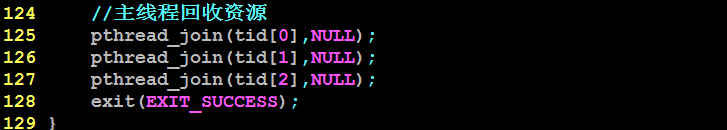 124     //主线程回收资源
125     pthread_join(tid[0],NULL);
126     pthread_join(tid[1],NULL);
127     pthread_join(tid[2],NULL);
128     exit(EXIT_SUCCESS);
129 }